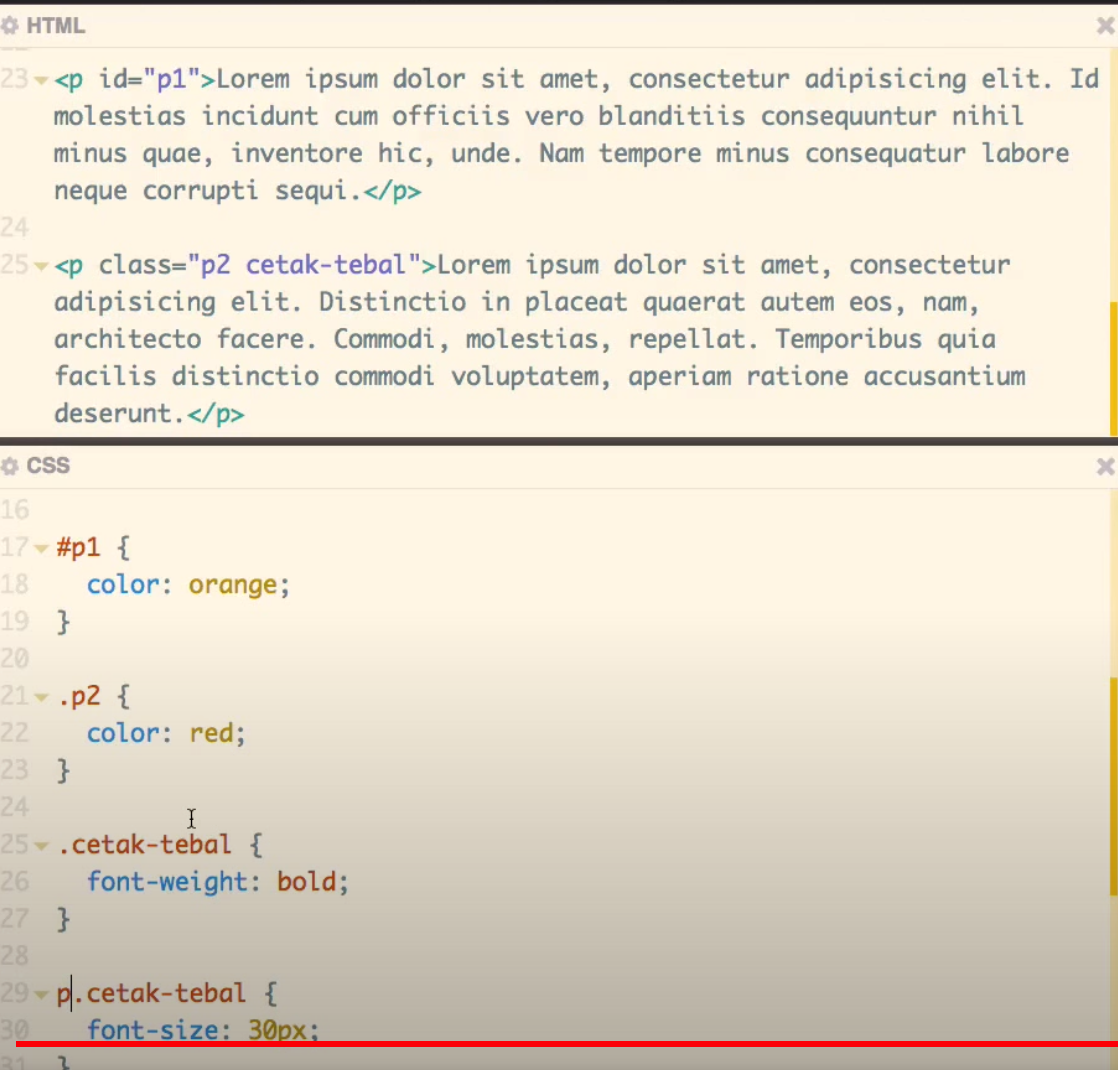 HTML
23 <p id="p1">Lorem ipsum dolor sit amet, consectetur adipisicing elit. Id
molestias incidunt cum officiis vero blanditiis consequuntur nihil
minus quae, inventore hic, unde. Nam tempore minus consequatur labore
neque corrupti sequi.</p>
24
25 <p class="p2 cetak-tebal">Lorem ipsum dolor sit amet, consectetur
adipisicing elit. Distinctio in placeat quaerat autem eos, nam,
architecto facere. Commodi, molestias, repellat. Temporibus quia
facilis distinctio commodi voluptatem, aperiam ratione accusantium
deserunt.</p>
CSS
16
17 #p1 {
18 color: orange;
19 }
20
21 .p2 {
22 color: red;
23 }
24
25 .cetak-tebal {
26 font-weight: bold;
27 }
28
29 p.cetak-tebal {
30 font-size: 30px;
31 }